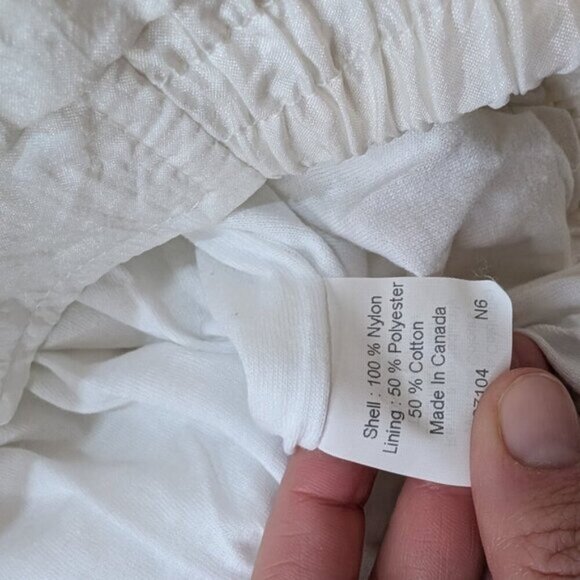 Shell : 100 % Nylon
Lining : 50 % Polyester
50 % Cotton
Made In Canada
N6